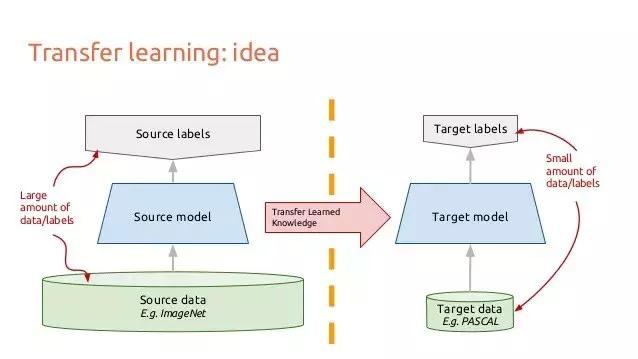 Transfer learning: idea
Source labels
Large
amount of
data/labels
Source model
Source data
E.g. ImageNet
Transfer Learned
Knowledge
Target labels
Small
amount of
data/labels
Target model
Target data
E.g. PASCAL